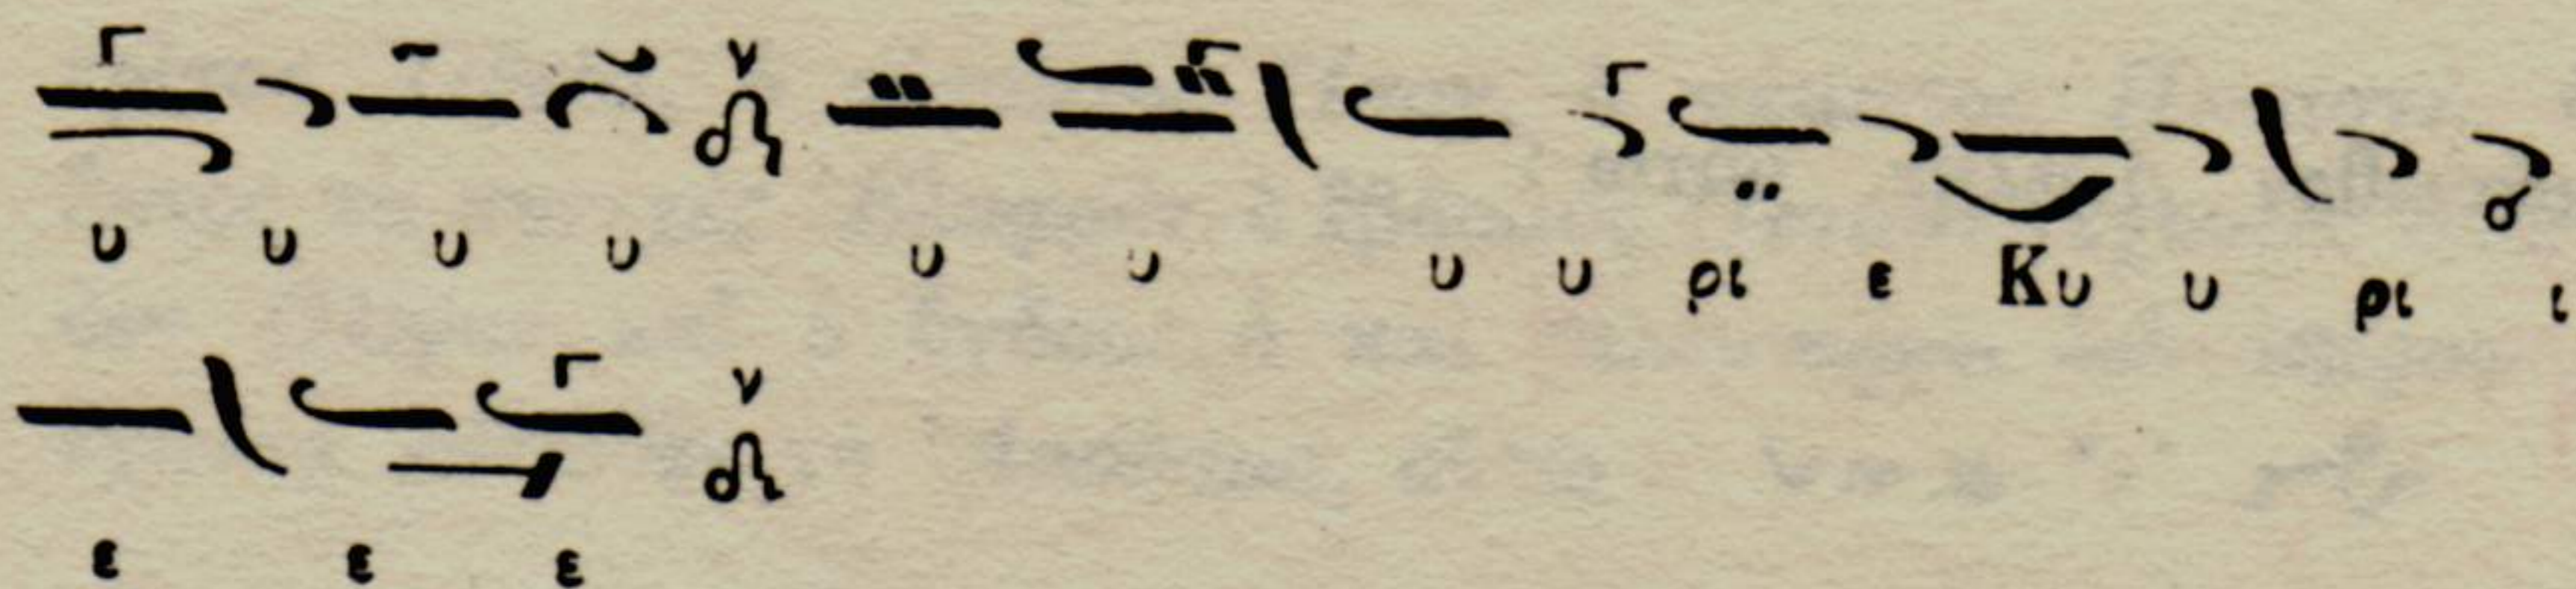 υ υ υ υ υ υ υ υ ρι ε Κυ υ ρι ι
ε ε ε